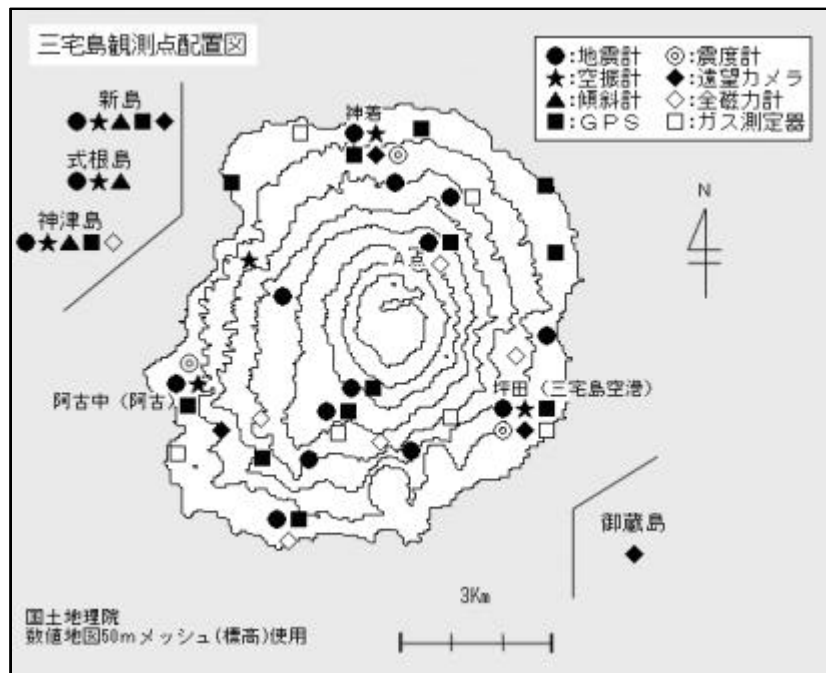 三宅島観測点配置図
●:地震計 ◎:震度計
★:空振計 ◆:遠望カメラ
▲:傾斜計 ◇:全磁力計
■:GPS □:ガス測定器
新島
式根島
神津島
神着
N
A点
阿古中(阿古)
坪田(三宅島空港)
御蔵島
3Km
国土地理院
数値地図50mメッシュ(標高)使用